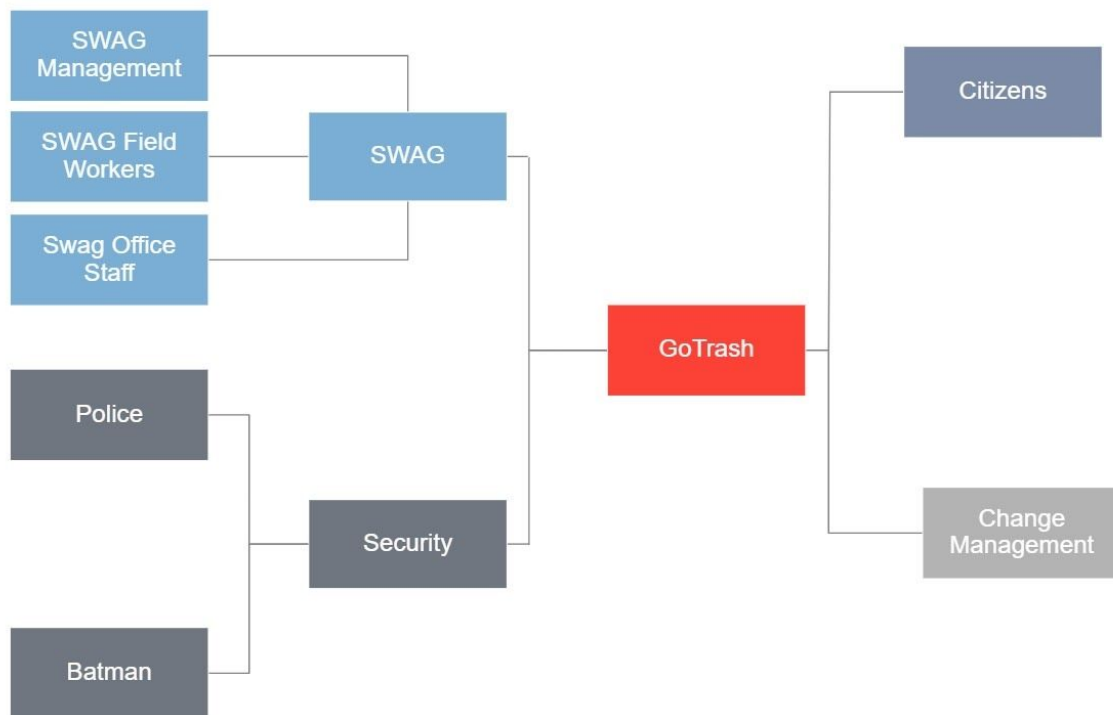 SWAG
Management
SWAG Field
Workers
Swag Office
Staff
SWAG
Police
Batman
Security
GoTrash
Citizens
Change
Management